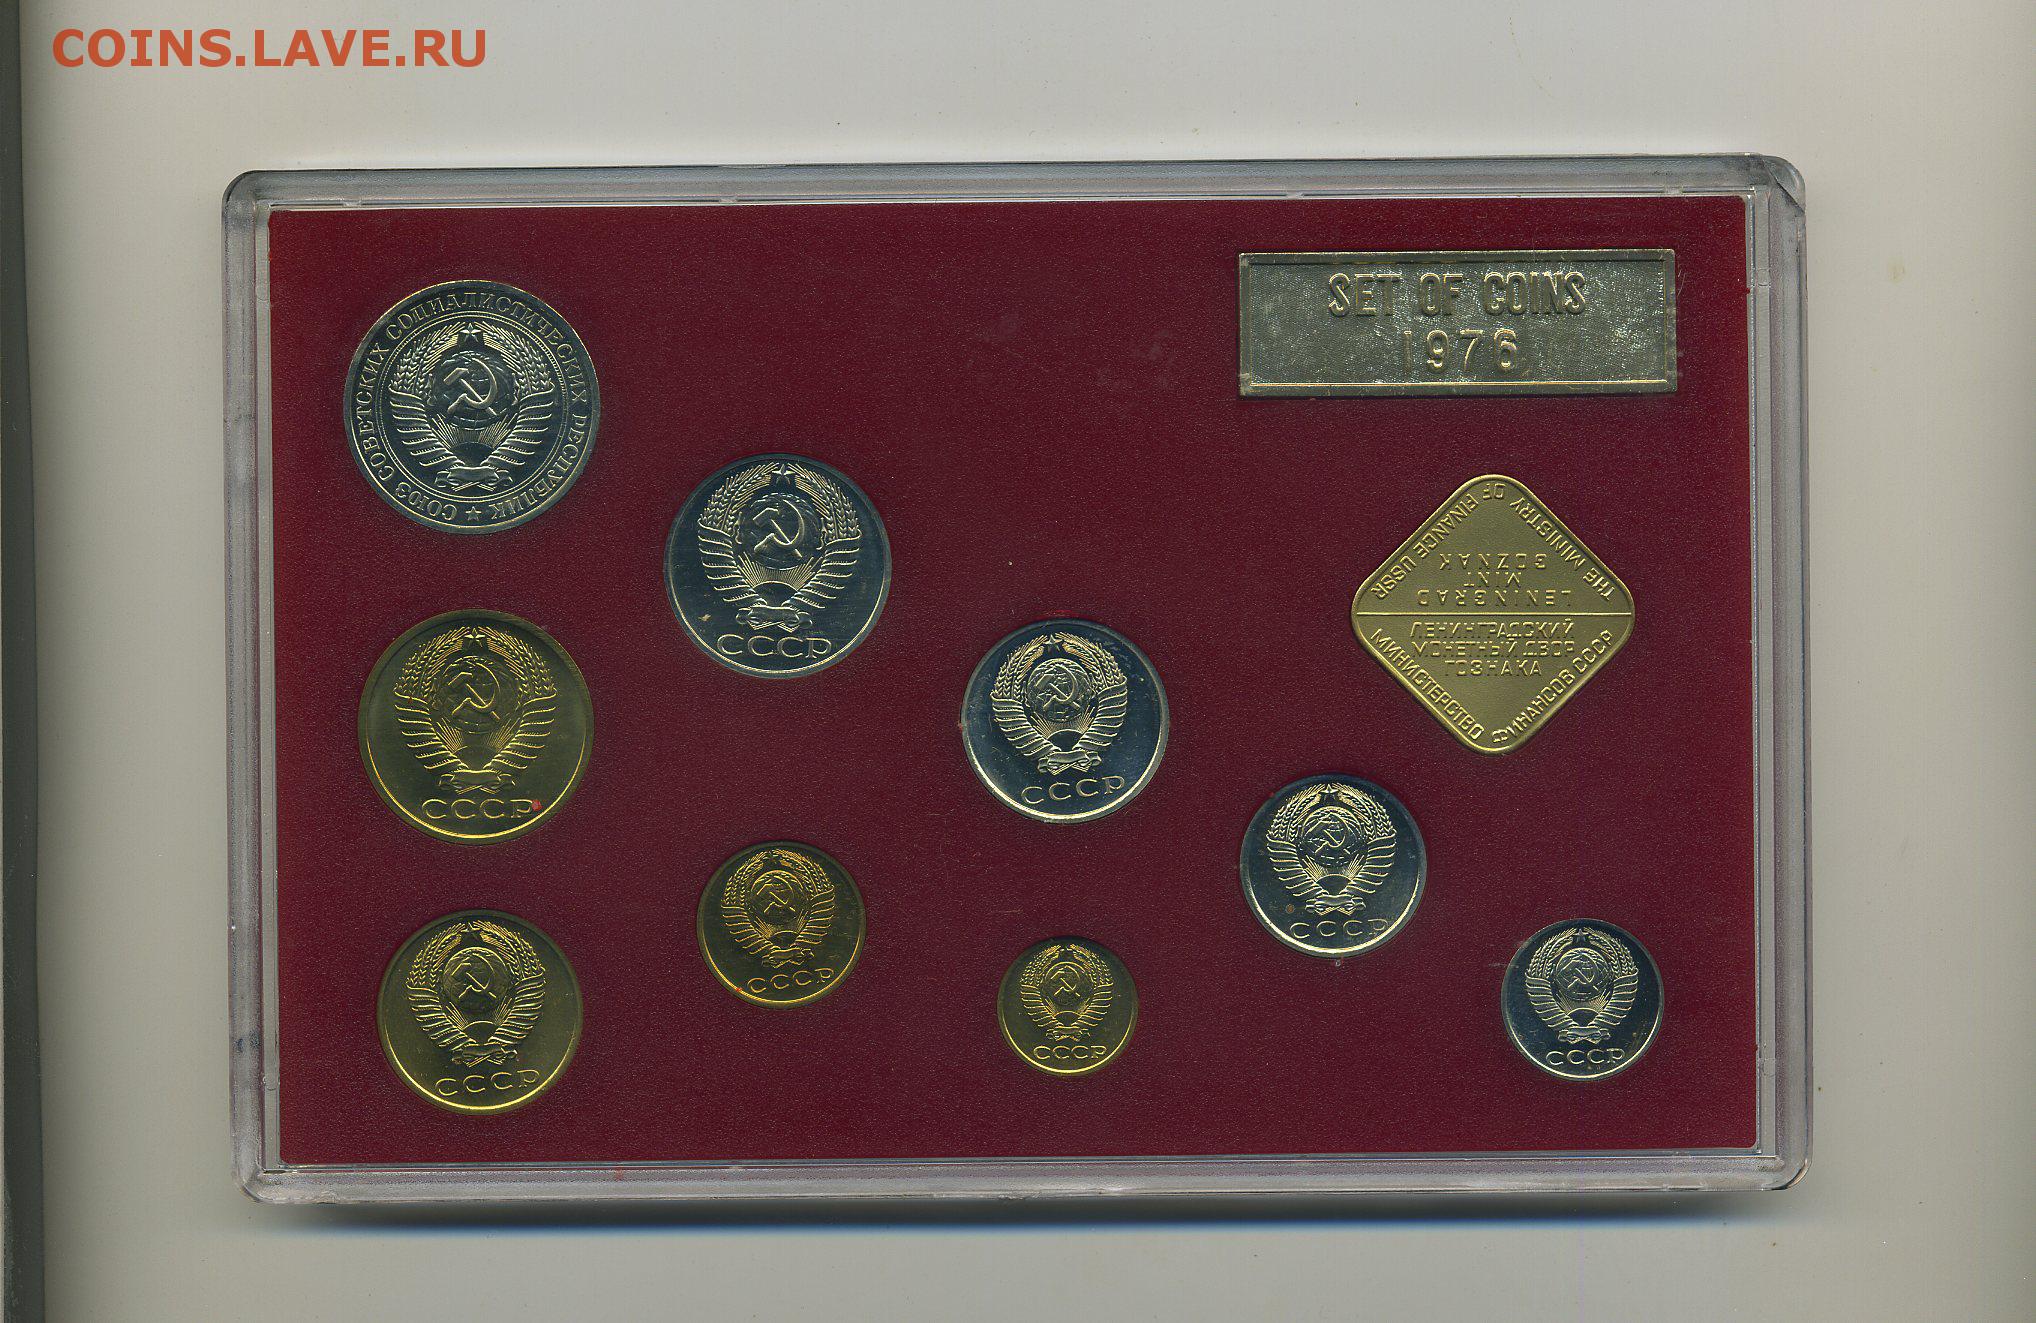 COINS.LAVE.RU
SET OF COINS
1976
СОЮЗ СОВЕТСКИХ СОЦИАЛИСТИЧЕСКИХ РЕСПУБЛИК ★
СССР
THE MINISTRY OF FINANCE USSR
LENINGRAD
MINT
GOZNAK
ЛЕНИНГРАДСКИЙ
МОНЕТНЫЙ ДВОР
ГОЗНАКА
МИНИСТЕРСТВО ФИНАНСОВ СССР
СССР
СССР
СССР
СССР
СССР
СССР
СССР